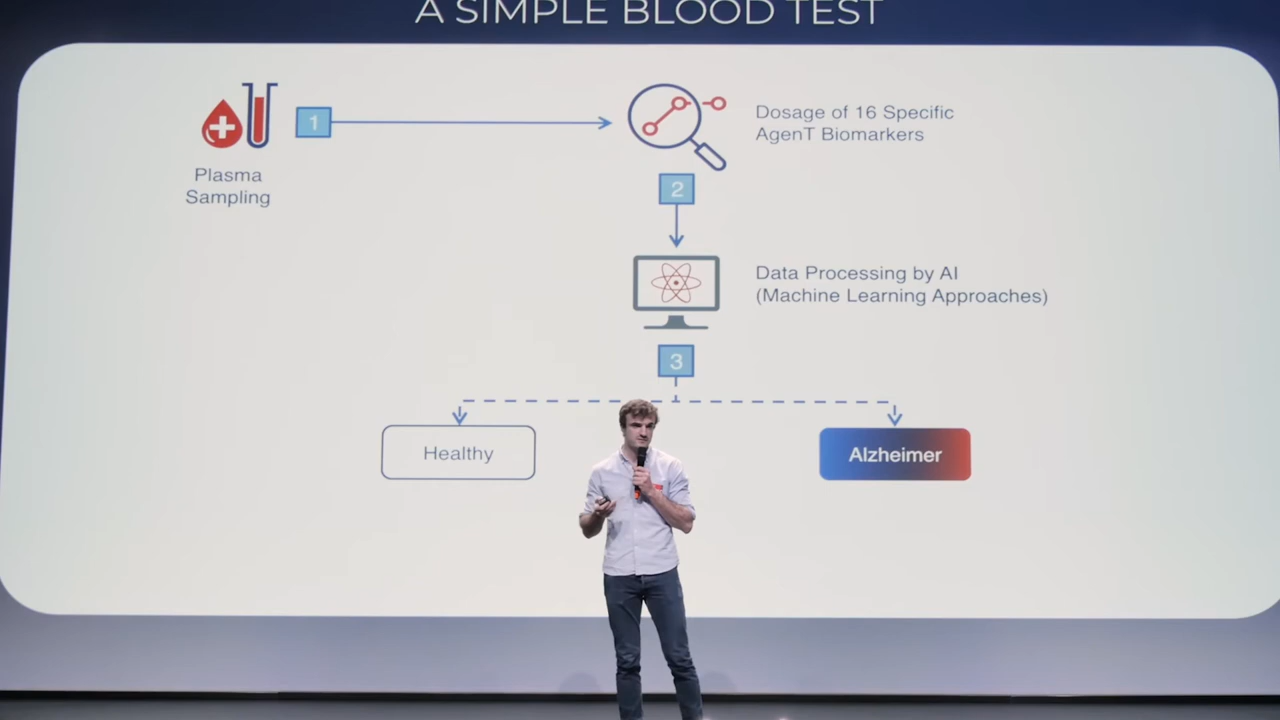 A SIMPLE BLOOD TEST
1
Plasma
Sampling
Dosage of 16 Specific
AgenT Biomarkers
2
Data Processing by AI
(Machine Learning Approaches)
3
Healthy
Alzheimer